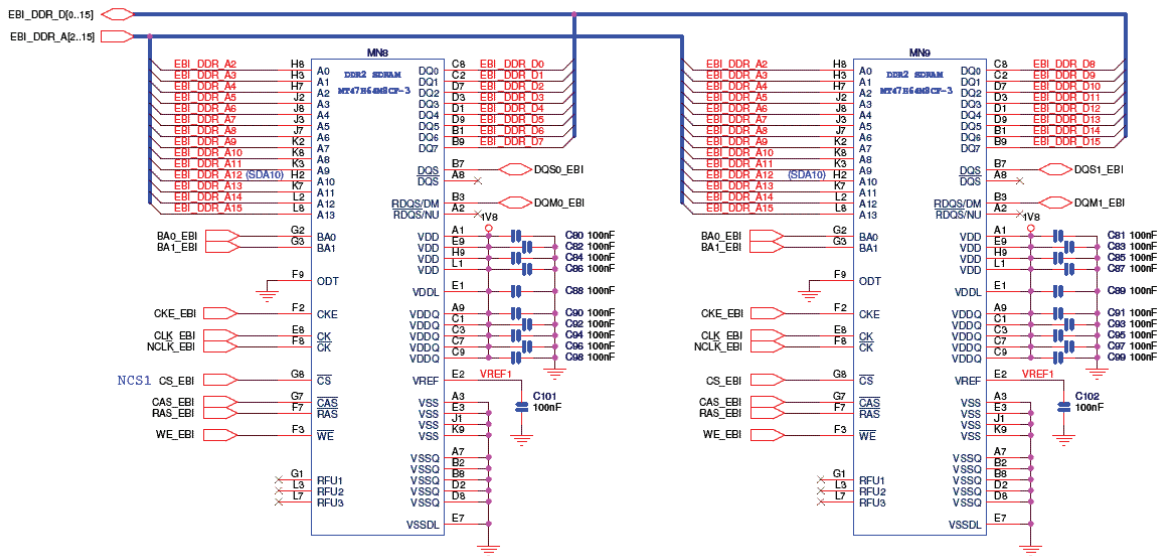 EBI_DDR_D[0..15]
EBI_DDR_A[2..15]
MN8
DDR2 SDRAM
MT47H64M8CF-3
EBI_DDR_A2 H8 A0
EBI_DDR_A3 H3 A1
EBI_DDR_A4 H7 A2
EBI_DDR_A5 J2 A3
EBI_DDR_A6 J8 A4
EBI_DDR_A7 J3 A5
EBI_DDR_A8 J7 A6
EBI_DDR_A9 K2 A7
EBI_DDR_A10 K8 A8
EBI_DDR_A11 K3 A9
EBI_DDR_A12 (SDA10) H2 A10
EBI_DDR_A13 K7 A11
EBI_DDR_A14 L2 A12
EBI_DDR_A15 L8 A13
BA0_EBI G2 BA0
BA1_EBI G3 BA1
F9 ODT
CKE_EBI F2 CKE
CLK_EBI E8 CK
NCLK_EBI F8 CK
NCS1 CS_EBI G8 CS
CAS_EBI G7 CAS
RAS_EBI F7 RAS
WE_EBI F3 WE
G1 RFU1
L3 RFU2
L7 RFU3
DQ0 C8 EBI_DDR_D0
DQ1 C2 EBI_DDR_D1
DQ2 D7 EBI_DDR_D2
DQ3 D3 EBI_DDR_D3
DQ4 D1 EBI_DDR_D4
DQ5 D9 EBI_DDR_D5
DQ6 B1 EBI_DDR_D6
DQ7 B9 EBI_DDR_D7
DQS B7 DQS0_EBI
DQS A8
RDQS/DM B3 DQM0_EBI
RDQS/NU A2
1V8
VDD A1 C80 100nF
VDD E9 C82 100nF
VDD H9 C84 100nF
VDD L1 C86 100nF
VDDL E1 C88 100nF
VDDQ A9 C90 100nF
VDDQ C1 C92 100nF
VDDQ C3 C94 100nF
VDDQ C7 C96 100nF
VDDQ C9 C98 100nF
VREF E2 VREF1
C101
100nF
VSS A3
VSS E3
VSS J1
VSS K9
VSSQ A7
VSSQ B2
VSSQ B8
VSSQ D2
VSSQ D8
VSSDL E7
MN9
DDR2 SDRAM
MT47H64M8CF-3
EBI_DDR_A2 H8 A0
EBI_DDR_A3 H3 A1
EBI_DDR_A4 H7 A2
EBI_DDR_A5 J2 A3
EBI_DDR_A6 J8 A4
EBI_DDR_A7 J3 A5
EBI_DDR_A8 J7 A6
EBI_DDR_A9 K2 A7
EBI_DDR_A10 K8 A8
EBI_DDR_A11 K3 A9
EBI_DDR_A12 (SDA10) H2 A10
EBI_DDR_A13 K7 A11
EBI_DDR_A14 L2 A12
EBI_DDR_A15 L8 A13
BA0_EBI G2 BA0
BA1_EBI G3 BA1
F9 ODT
CKE_EBI F2 CKE
CLK_EBI E8 CK
NCLK_EBI F8 CK
CS_EBI G8 CS
CAS_EBI G7 CAS
RAS_EBI F7 RAS
WE_EBI F3 WE
G1 RFU1
L3 RFU2
L7 RFU3
DQ0 C8 EBI_DDR_D8
DQ1 C2 EBI_DDR_D9
DQ2 D7 EBI_DDR_D10
DQ3 D3 EBI_DDR_D11
DQ4 D1 EBI_DDR_D12
DQ5 D9 EBI_DDR_D13
DQ6 B1 EBI_DDR_D14
DQ7 B9 EBI_DDR_D15
DQS B7 DQS1_EBI
DQS A8
RDQS/DM B3 DQM1_EBI
RDQS/NU A2
1V8
VDD A1 C81 100nF
VDD E9 C83 100nF
VDD H9 C85 100nF
VDD L1 C87 100nF
VDDL E1 C89 100nF
VDDQ A9 C91 100nF
VDDQ C1 C93 100nF
VDDQ C3 C95 100nF
VDDQ C7 C97 100nF
VDDQ C9 C99 100nF
VREF E2 VREF1
C102
100nF
VSS A3
VSS E3
VSS J1
VSS K9
VSSQ A7
VSSQ B2
VSSQ B8
VSSQ D2
VSSQ D8
VSSDL E7